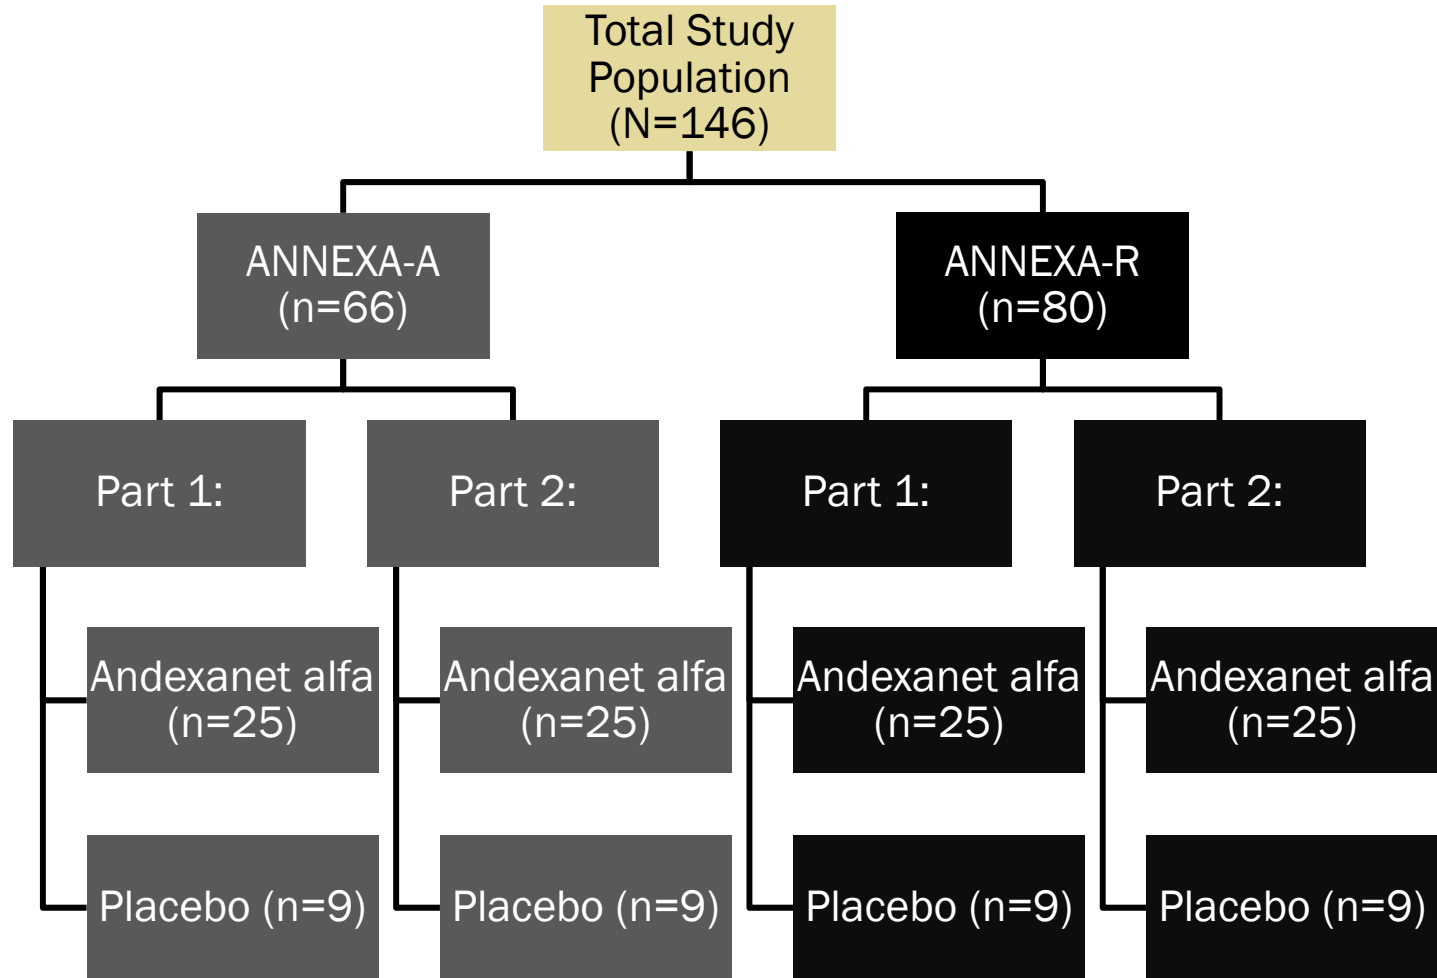 Total Study
Population
(N=146)
ANNEXA-A
(n=66)
ANNEXA-R
(n=80)
Part 1:
Part 2:
Part 1:
Part 2:
Andexanet alfa
(n=25)
Andexanet alfa
(n=25)
Andexanet alfa
(n=25)
Andexanet alfa
(n=25)
Placebo (n=9)
Placebo (n=9)
Placebo (n=9)
Placebo (n=9)